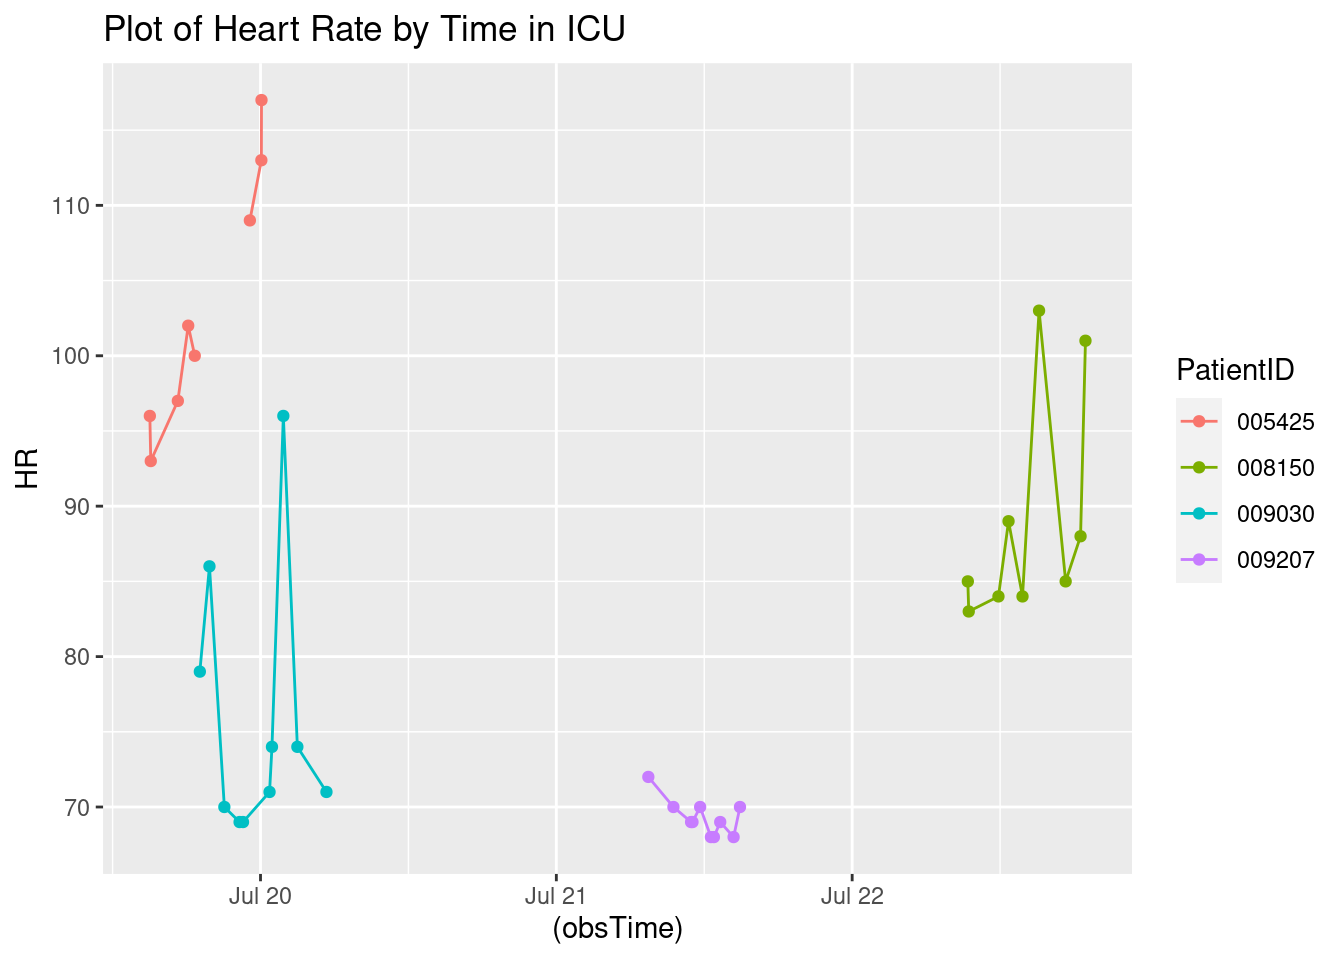 Plot of Heart Rate by Time in ICU
HR
110
100
90
80
70
Jul 20
Jul 21
Jul 22
(obsTime)
PatientID
005425
008150
009030
009207